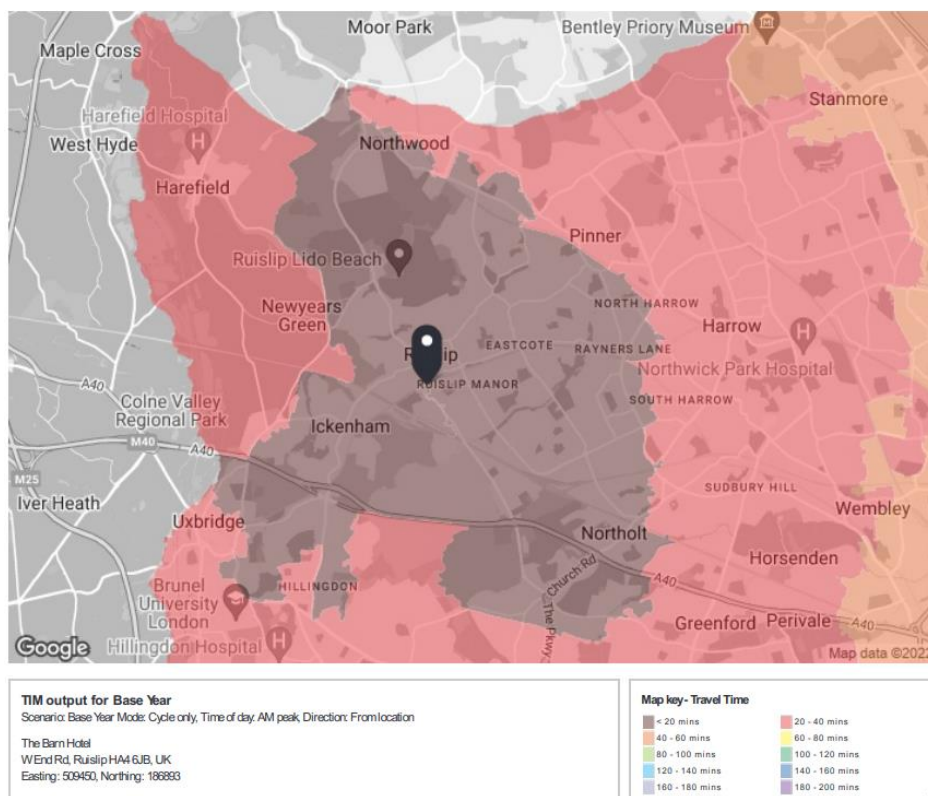 Moor Park
Bentley Priory Museum
Maple Cross
Stanmore
Harefield Hospital
West Hyde
Northwood
Harefield
Pinner
Ruislip Lido Beach
Newyears
Green
NORTH HARROW
Harrow
EASTCOTE
RAYNERS LANE
Northwick Park Hospital
RUISLIP MANOR
A40
Colne Valley
Regional Park
SOUTH HARROW
Ickenham
M40
A40
M25
Iver Heath
SUDBURY HILL
Wembley
Uxbridge
Northolt
Horsenden
Church Rd
A40
Brunel
University
London
HILLINGDON
The Pkwy
Greenford
Perivale
A40
Hillingdon Hospital
Google
Map data ©2022
TIM output for Base Year
Scenario: Base Year Mode: Cycle only, Time of day: AM peak, Direction: From location
The Barn Hotel
W End Rd, Ruislip HA4 6JB, UK
Easting: 509450, Northing: 186893
Map key - Travel Time
< 20 mins
20 - 40 mins
40 - 60 mins
60 - 80 mins
80 - 100 mins
100 - 120 mins
120 - 140 mins
140 - 160 mins
160 - 180 mins
180 - 200 mins